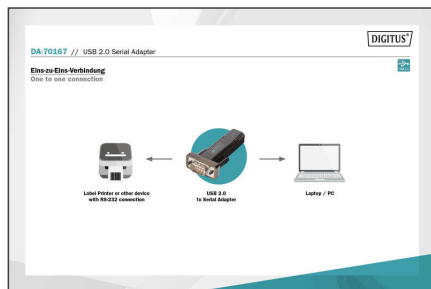 DIGITUS®
DA-70167 // USB 2.0 Serial Adapter
Eins-zu-Eins-Verbindung
One to one connection
Label Printer or other device
with RS-232 connection
USB 2.0
to Serial Adapter
Laptop / PC